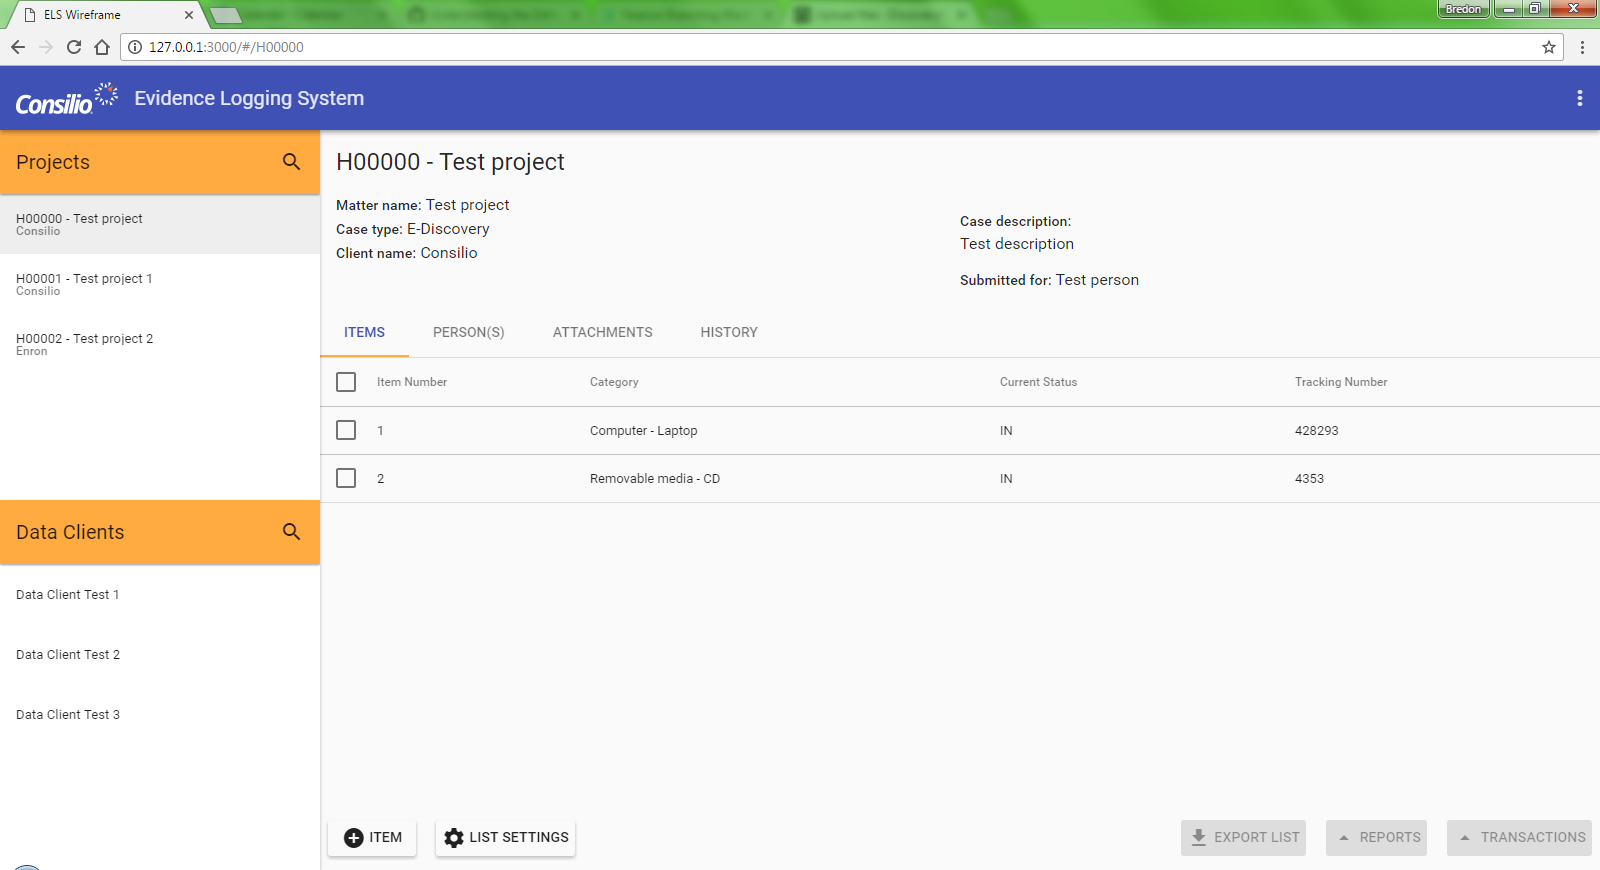 ELS Wireframe
Bredon
127.0.0.1:3000/#/H00000
Consilio
Evidence Logging System
Projects
H00000 - Test project
Consilio
H00001 - Test project 1
Consilio
H00002 - Test project 2
Enron
Data Clients
Data Client Test 1
Data Client Test 2
Data Client Test 3
H00000 - Test project
Matter name: Test project
Case type: E-Discovery
Client name: Consilio
Case description:
Test description
Submitted for: Test person
ITEMS PERSON(S) ATTACHMENTS HISTORY
Item Number Category Current Status Tracking Number
1 Computer - Laptop IN 428293
2 Removable media - CD IN 4353
ITEM LIST SETTINGS EXPORT LIST REPORTS TRANSACTIONS